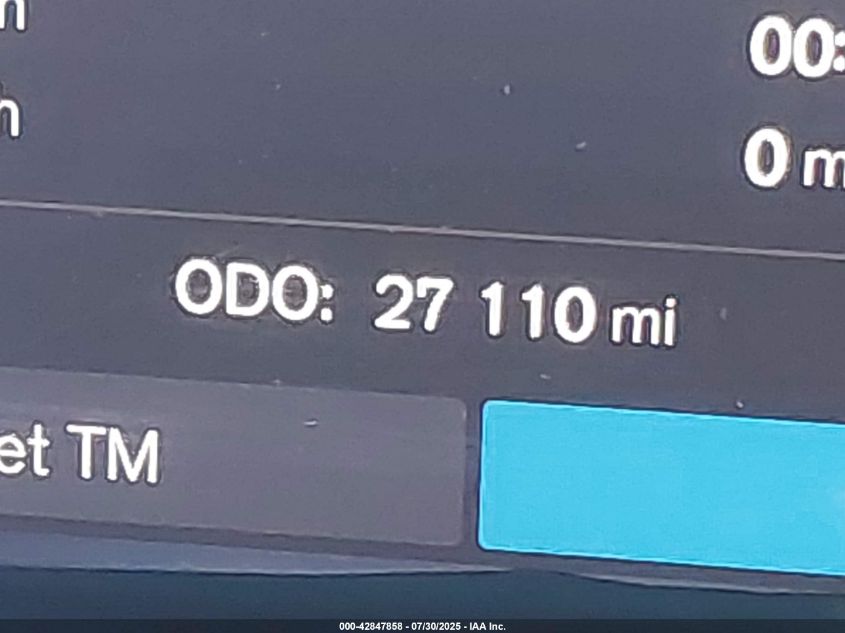 00:
0 m
ODO: 27 110 mi
et TM
000-42847858 - 07/30/2025 - IAA Inc.